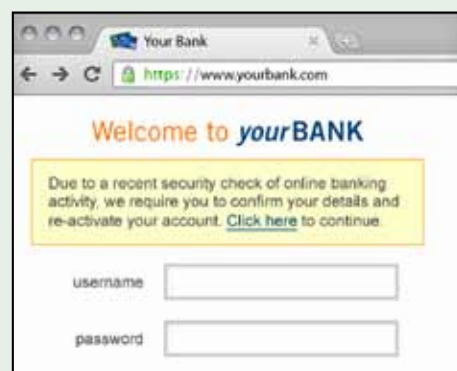 Your Bank
https://www.yourbank.com
Welcome to yourBANK
Due to a recent security check of online banking
activity, we require you to confirm your details and
re-activate your account. Click here to continue.
username
password